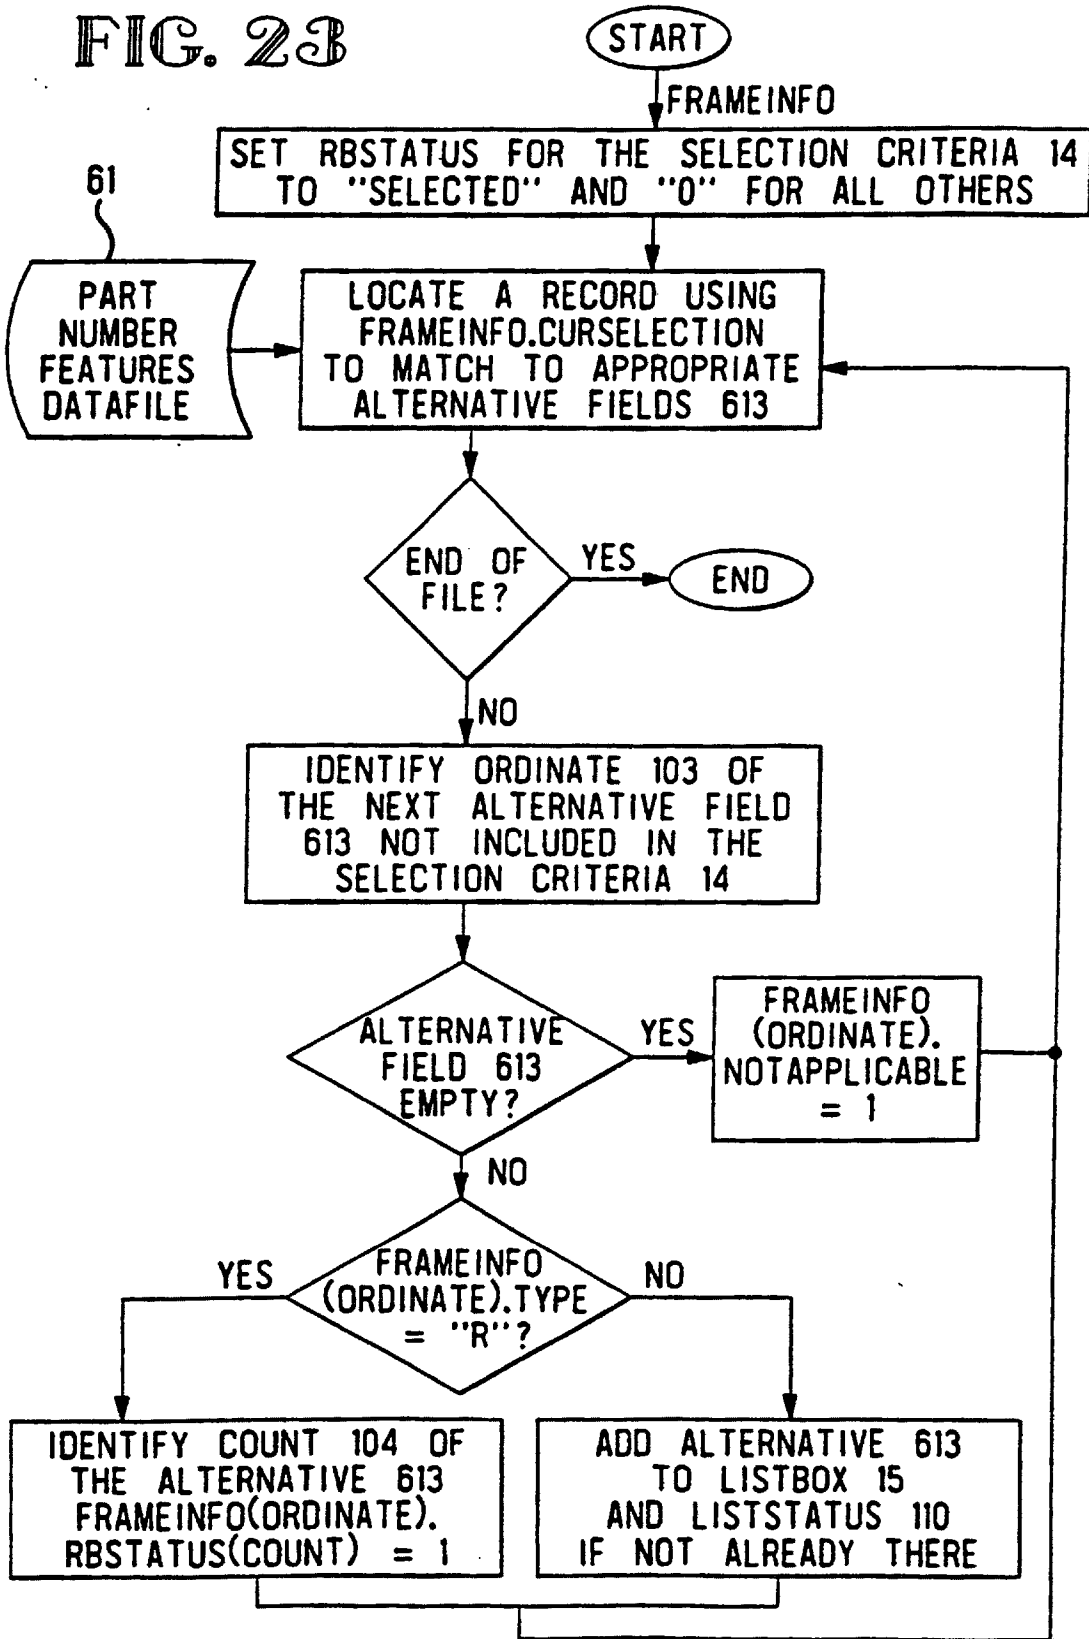 FIG. 23
START
FRAMEINFO
SET RBSTATUS FOR THE SELECTION CRITERIA 14
TO "SELECTED" AND "0" FOR ALL OTHERS
61
PART
NUMBER
FEATURES
DATAFILE
LOCATE A RECORD USING
FRAMEINFO.CURSELECTION
TO MATCH TO APPROPRIATE
ALTERNATIVE FIELDS 613
END OF
FILE?
YES
END
NO
IDENTIFY ORDINATE 103 OF
THE NEXT ALTERNATIVE FIELD
613 NOT INCLUDED IN THE
SELECTION CRITERIA 14
ALTERNATIVE
FIELD 613
EMPTY?
YES
FRAMEINFO
(ORDINATE).
NOTAPPLICABLE
= 1
NO
FRAMEINFO
(ORDINATE).TYPE
= "R"?
YES
NO
IDENTIFY COUNT 104 OF
THE ALTERNATIVE 613
FRAMEINFO(ORDINATE).
RBSTATUS(COUNT) = 1
ADD ALTERNATIVE 613
TO LISTBOX 15
AND LISTSTATUS 110
IF NOT ALREADY THERE